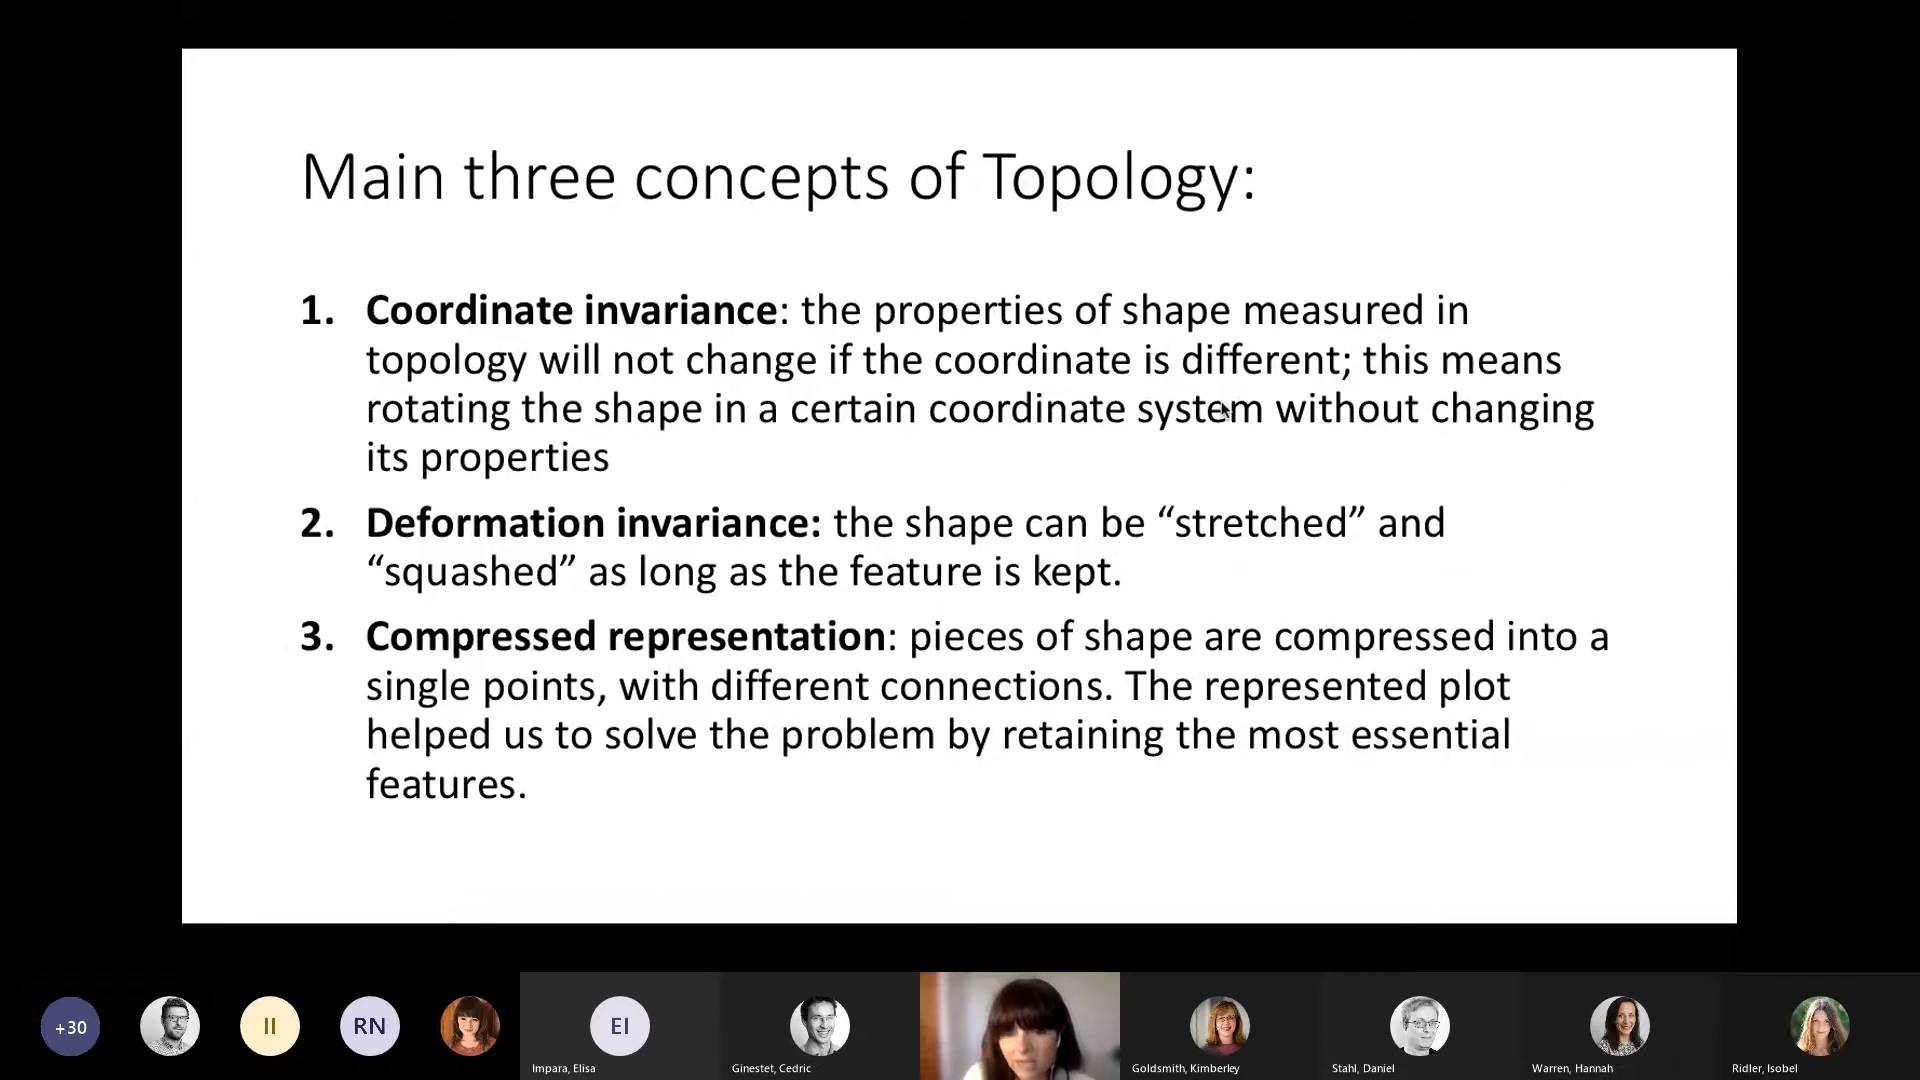 Main three concepts of Topology:
1. Coordinate invariance: the properties of shape measured in
topology will not change if the coordinate is different; this means
rotating the shape in a certain coordinate system without changing
its properties
2. Deformation invariance: the shape can be “stretched” and
“squashed” as long as the feature is kept.
3. Compressed representation: pieces of shape are compressed into a
single points, with different connections. The represented plot
helped us to solve the problem by retaining the most essential
features.
+30
II
RN
EI
Impara, Elisa
Ginestet, Cedric
Goldsmith, Kimberley
Stahl, Daniel
Warren, Hannah
Ridler, Isobel